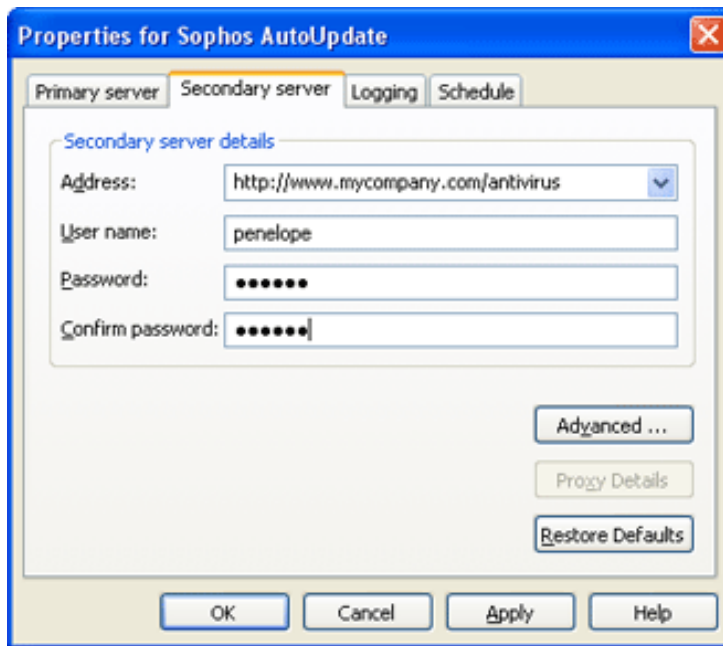 Properties for Sophos AutoUpdate
Primary server Secondary server Logging Schedule
Secondary server details
Address: http://www.mycompany.com/antivirus
User name: penelope
Password: ●●●●●●
Confirm password: ●●●●●●
Advanced ...
Proxy Details
Restore Defaults
OK Cancel Apply Help